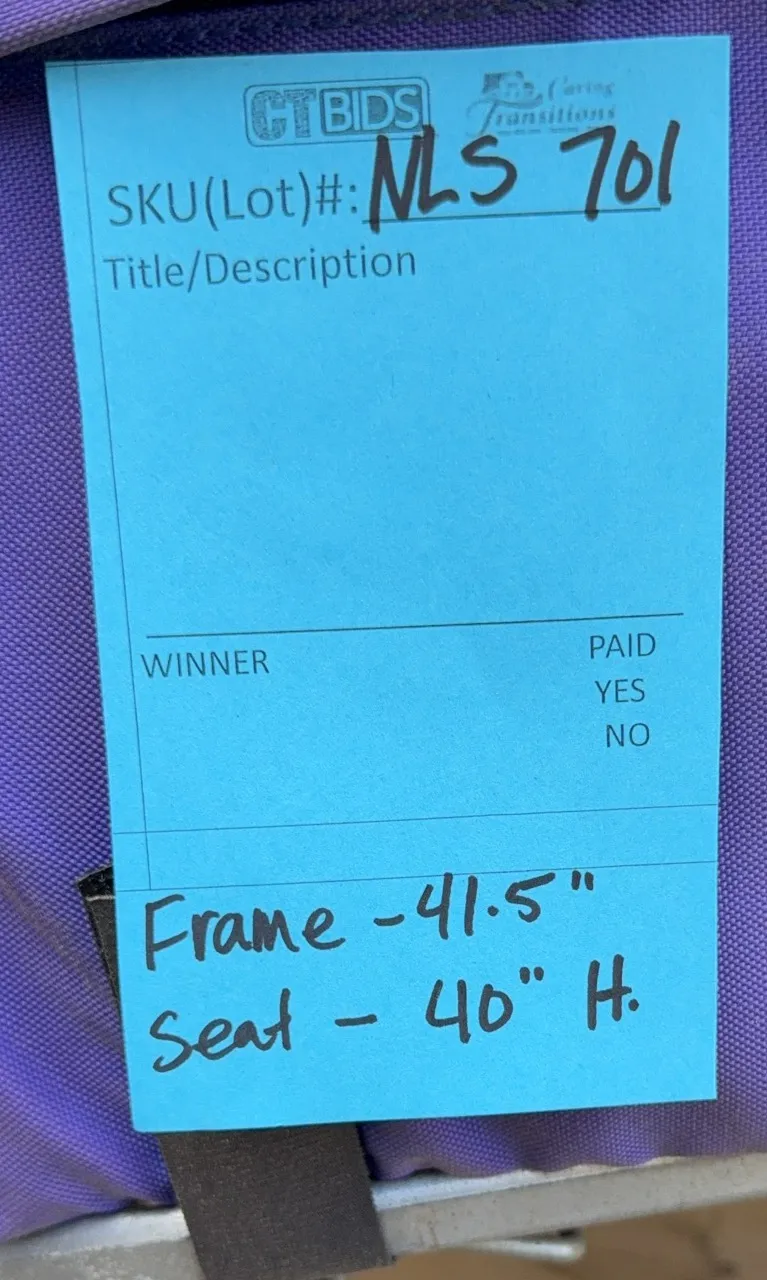 CTBIDS Caring Transitions
SKU(Lot)#: NLS 701
Title/Description
WINNER PAID
YES
NO
Frame - 41.5"
Seat - 40" H.